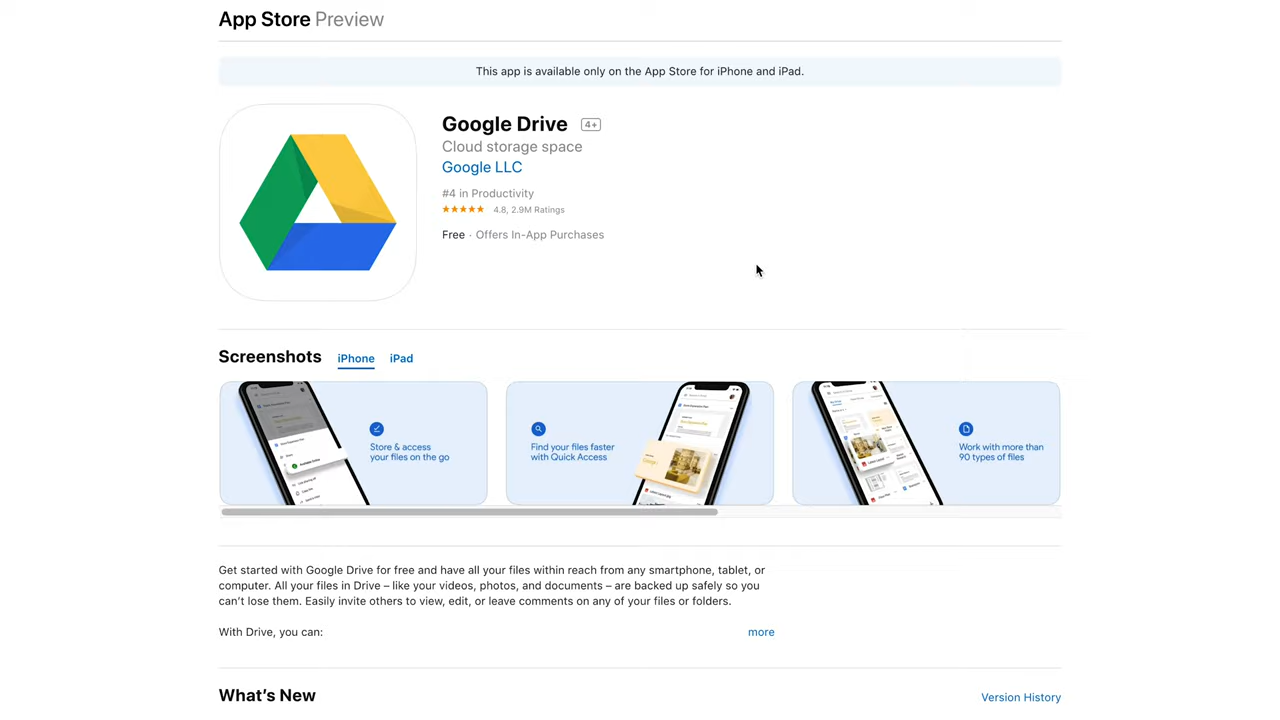 App Store Preview
This app is available only on the App Store for iPhone and iPad.
Google Drive 4+
Cloud storage space
Google LLC
#4 in Productivity
★★★★★ 4.8, 2.9M Ratings
Free · Offers In-App Purchases
Screenshots iPhone iPad
Store & access
your files on the go
Find your files faster
with Quick Access
Work with more than
90 types of files
Get started with Google Drive for free and have all your files within reach from any smartphone, tablet, or
computer. All your files in Drive – like your videos, photos, and documents – are backed up safely so you
can't lose them. Easily invite others to view, edit, or leave comments on any of your files or folders.
With Drive, you can: more
What's New Version History